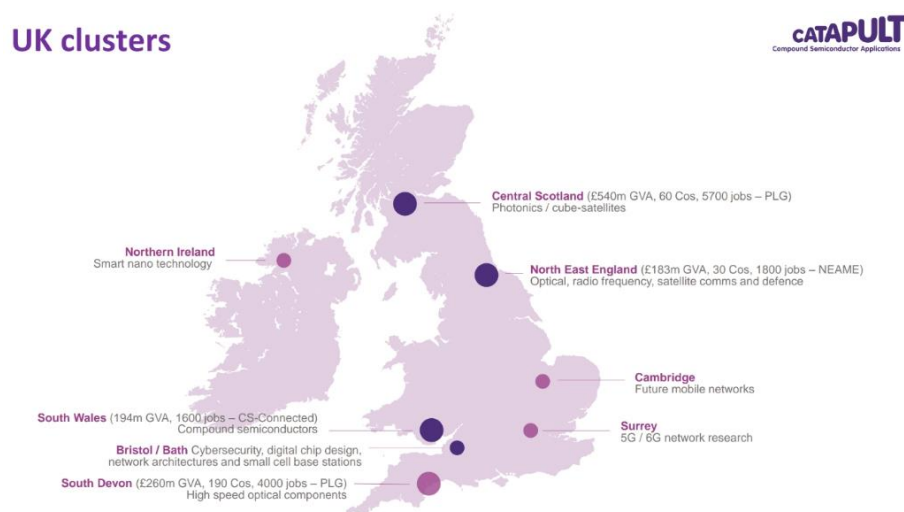 UK clusters
CATAPULT
Compound Semiconductor Applications
Central Scotland (£540m GVA, 60 Cos, 5700 jobs – PLG)
Photonics / cube-satellites
Northern Ireland
Smart nano technology
North East England (£183m GVA, 30 Cos, 1800 jobs – NEAME)
Optical, radio frequency, satellite comms and defence
Cambridge
Future mobile networks
South Wales (194m GVA, 1600 jobs – CS-Connected)
Compound semiconductors
Surrey
5G / 6G network research
Bristol / Bath Cybersecurity, digital chip design,
network architectures and small cell base stations
South Devon (£260m GVA, 190 Cos, 4000 jobs – PLG)
High speed optical components